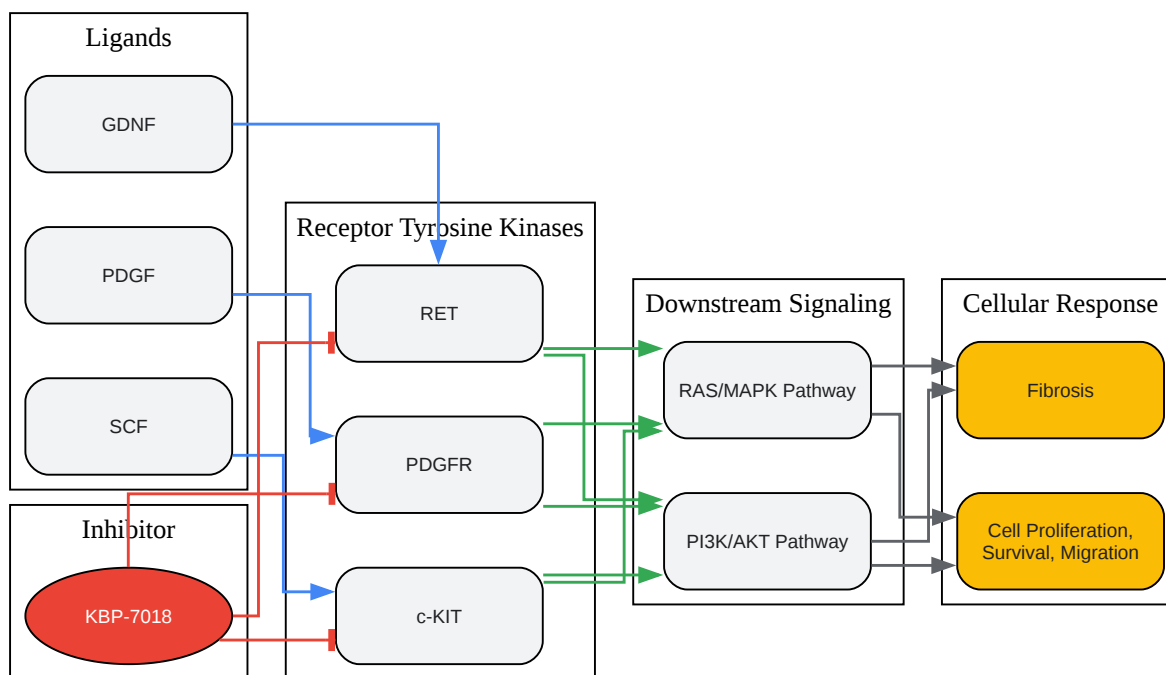 Ligands
GDNF
PDGF
SCF
Inhibitor
KBP-7018
Receptor Tyrosine Kinases
RET
PDGFR
c-KIT
Downstream Signaling
RAS/MAPK Pathway
PI3K/AKT Pathway
Cellular Response
Fibrosis
Cell Proliferation,
Survival, Migration